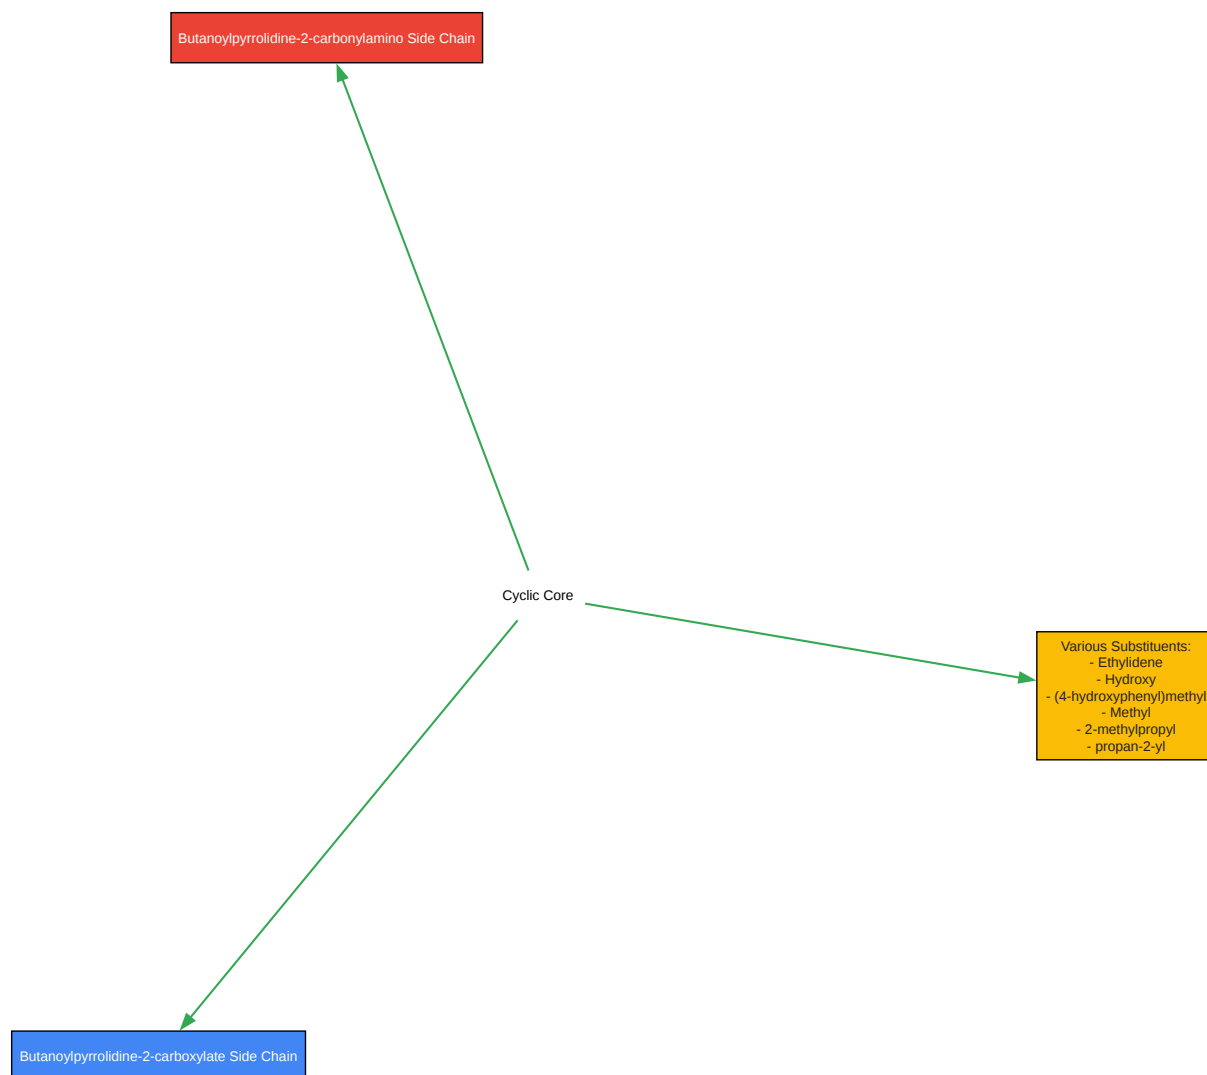 Butanoylpyrrolidine-2-carbonylamino Side Chain
Cyclic Core
Various Substituents:
- Ethylidene
- Hydroxy
- (4-hydroxyphenyl)methyl
- Methyl
- 2-methylpropyl
- propan-2-yl
Butanoylpyrrolidine-2-carboxylate Side Chain